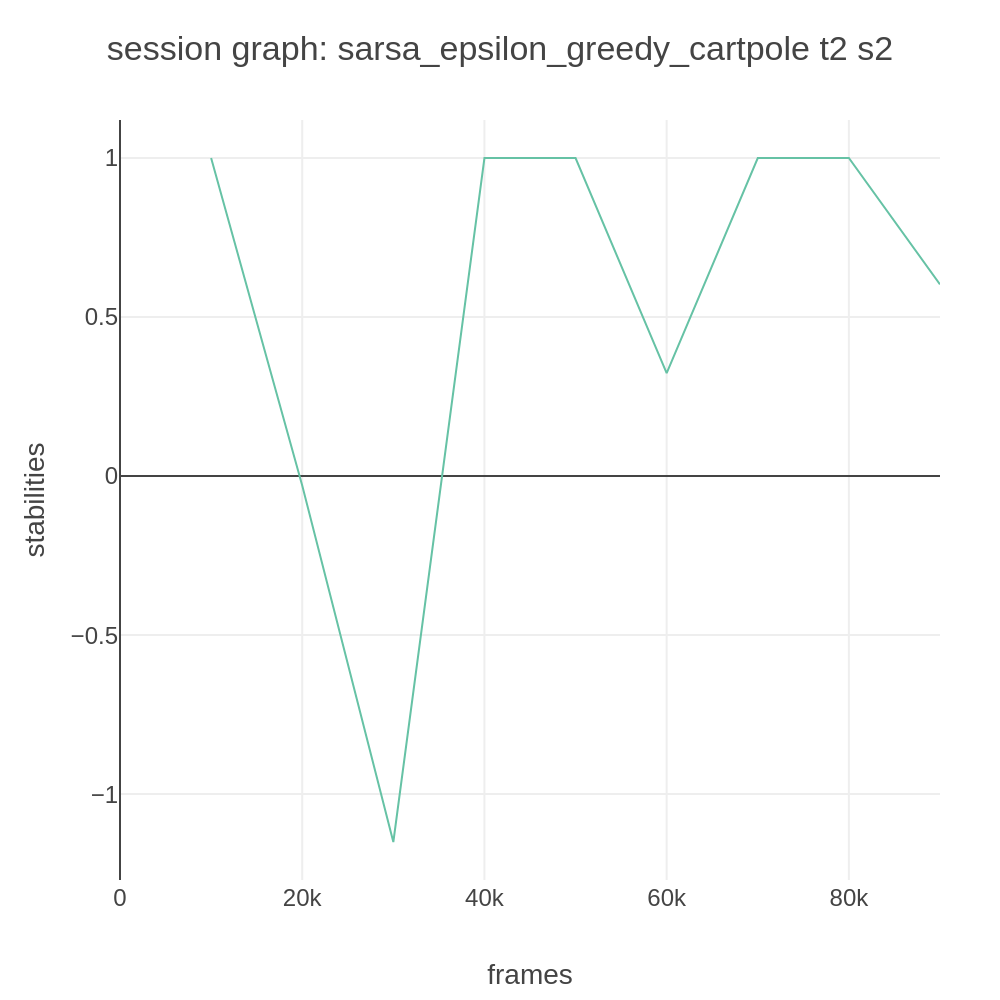 session graph: sarsa_epsilon_greedy_cartpole t2 s2
1
0.5
0
−0.5
−1
stabilities
0 20k 40k 60k 80k
frames